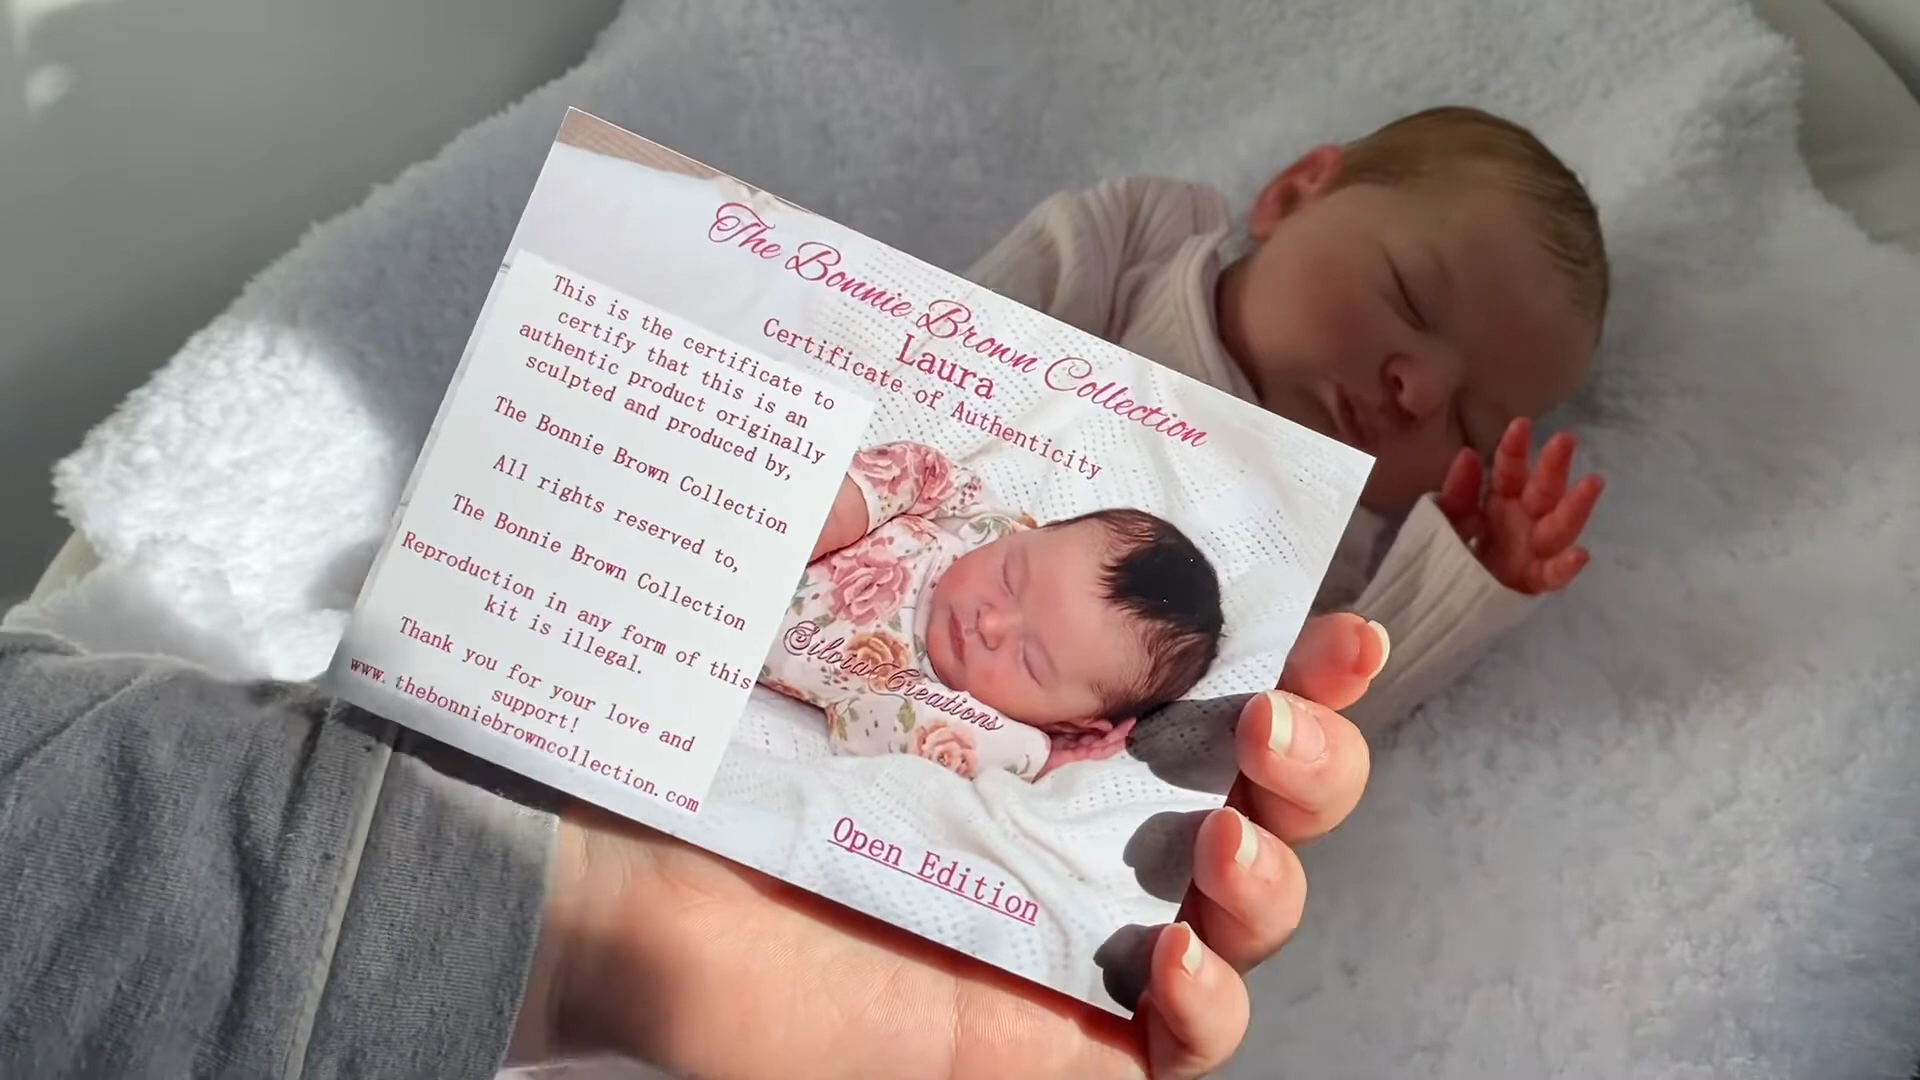 The Bonnie Brown Collection
Laura
Certificate of Authenticity
This is the certificate to
certify that this is an
authentic product originally
sculpted and produced by,
The Bonnie Brown Collection
All rights reserved to,
The Bonnie Brown Collection
Reproduction in any form of this
kit is illegal.
Thank you for your love and
support!
www.thebonniebrowncollection.com
Silvia Creations
Open Edition